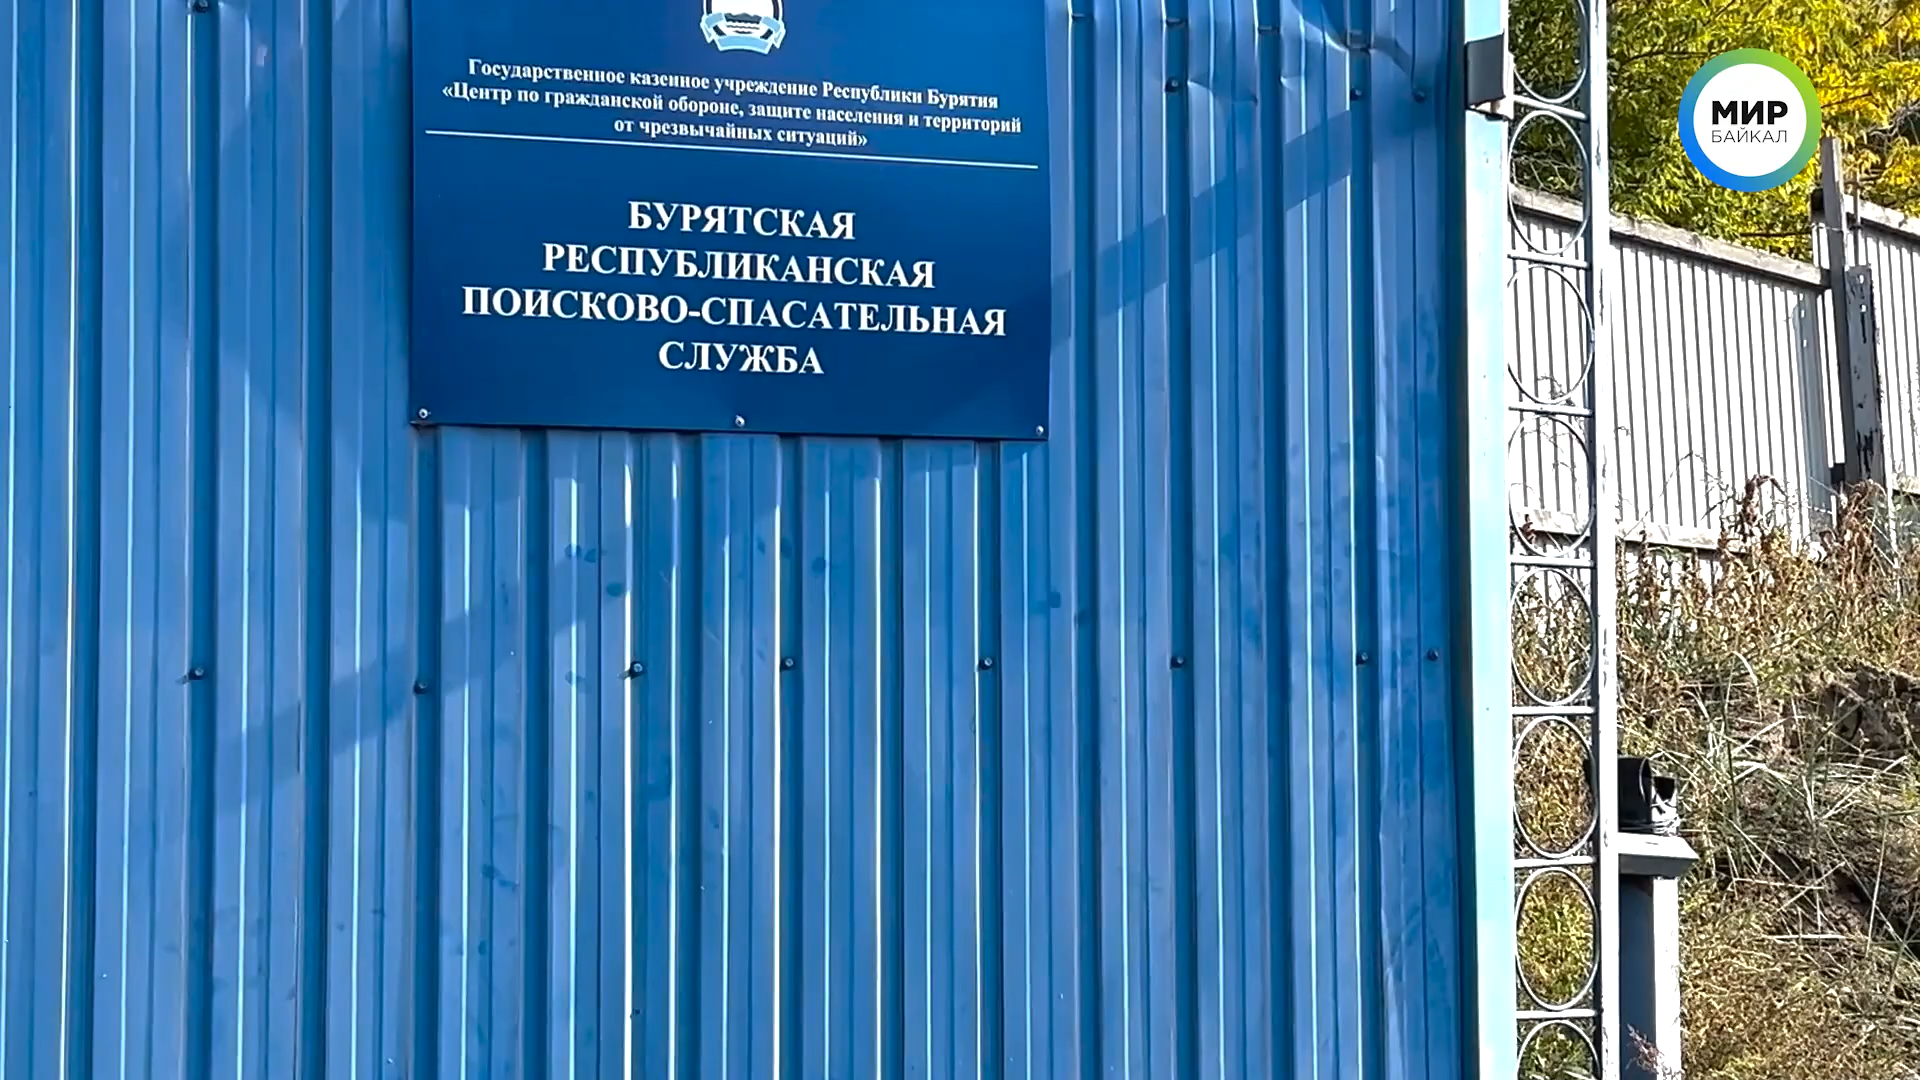 Государственное казенное учреждение Республики Бурятия
«Центр по гражданской обороне, защите населения и территорий
от чрезвычайных ситуаций»
БУРЯТСКАЯ
РЕСПУБЛИКАНСКАЯ
ПОИСКОВО-СПАСАТЕЛЬНАЯ
СЛУЖБА
МИР
БАЙКАЛ